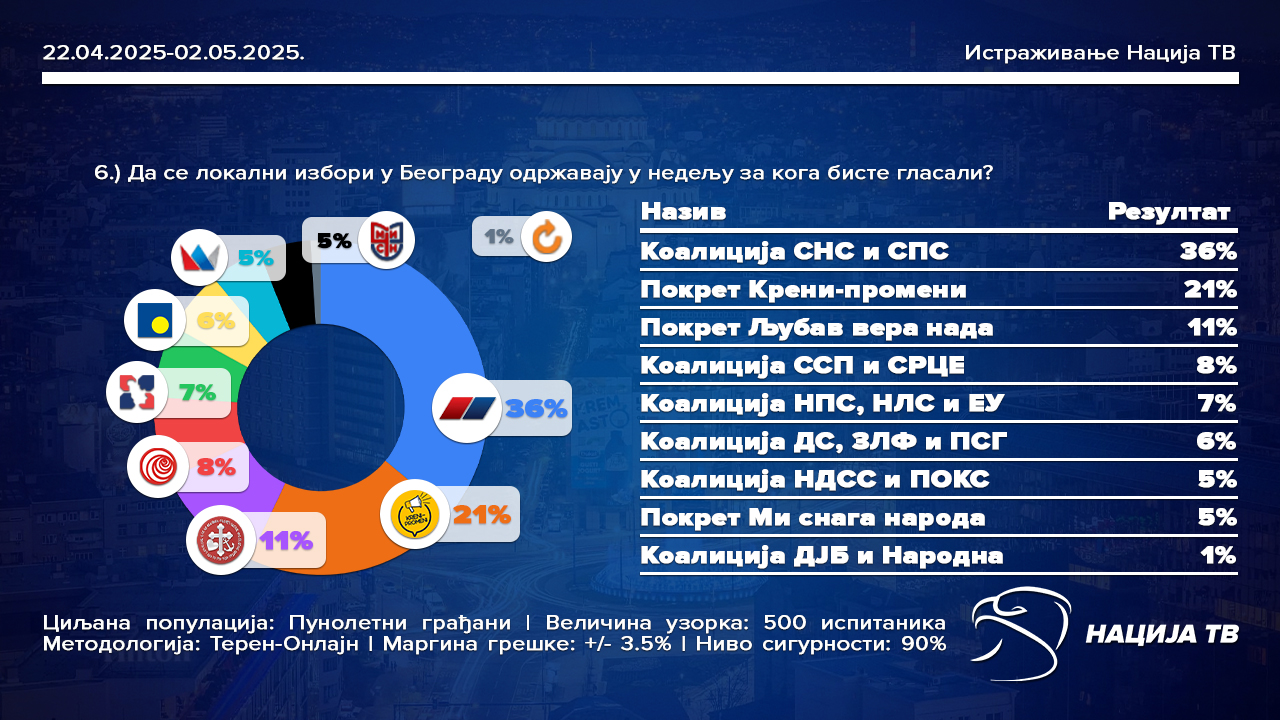 22.04.2025-02.05.2025.
Истраживање Нација ТВ
6.) Да се локални избори у Београду одржавају у недељу за кога бисте гласали?
5%
1%
5%
6%
7%
36%
8%
21%
11%
KRENI-
PROMENI
Назив Резултат
Коалиција СНС и СПС 36%
Покрет Крени-промени 21%
Покрет Љубав вера нада 11%
Коалиција ССП и СРЦЕ 8%
Коалиција НПС, НЛС и ЕУ 7%
Коалиција ДС, ЗЛФ и ПСГ 6%
Коалиција НДСС и ПОКС 5%
Покрет Ми снага народа 5%
Коалиција ДЈБ и Народна 1%
Циљана популација: Пунолетни грађани | Величина узорка: 500 испитаника
Методологија: Терен-Онлајн | Маргина грешке: +/- 3.5% | Ниво сигурности: 90%
НАЦИЈА ТВ